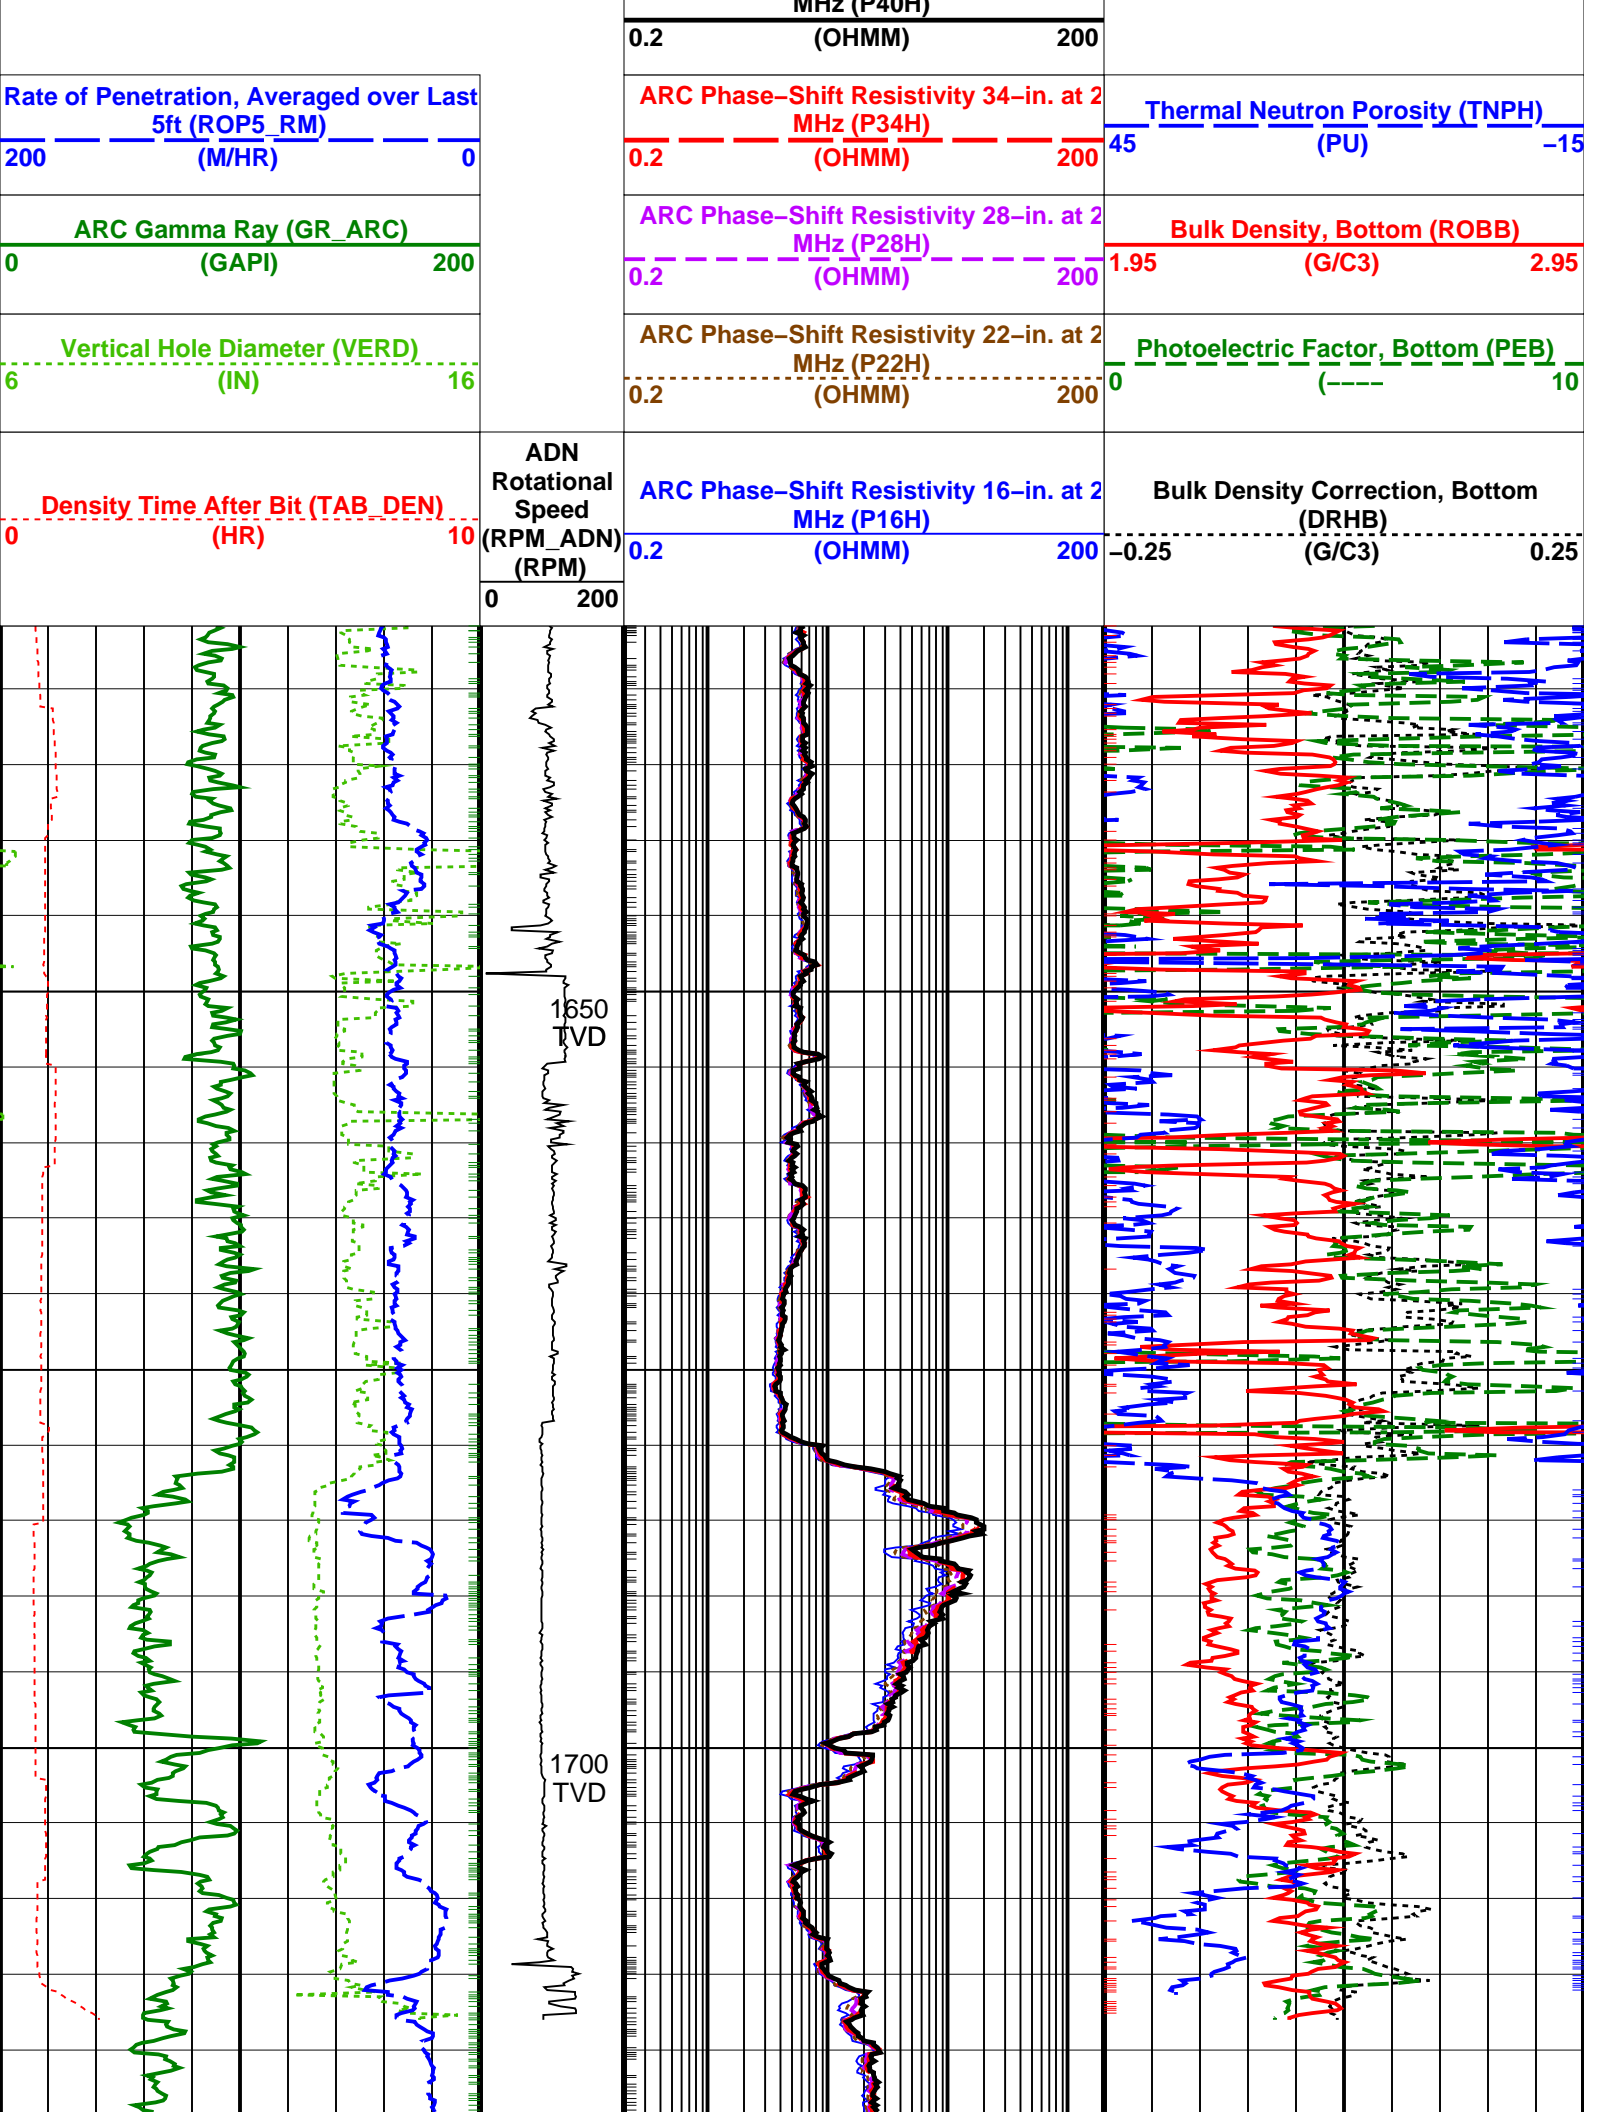 MHz (P40H)
0.2 (OHMM) 200
Rate of Penetration, Averaged over Last
5ft (ROP5_RM)
200 (M/HR) 0
ARC Phase−Shift Resistivity 34−in. at 2
MHz (P34H)
0.2 (OHMM) 200
Thermal Neutron Porosity (TNPH)
45 (PU) −15
ARC Gamma Ray (GR_ARC)
0 (GAPI) 200
ARC Phase−Shift Resistivity 28−in. at 2
MHz (P28H)
0.2 (OHMM) 200
Bulk Density, Bottom (ROBB)
1.95 (G/C3) 2.95
Vertical Hole Diameter (VERD)
6 (IN) 16
ARC Phase−Shift Resistivity 22−in. at 2
MHz (P22H)
0.2 (OHMM) 200
Photoelectric Factor, Bottom (PEB)
0 (−−−− 10
Density Time After Bit (TAB_DEN)
0 (HR) 10
ADN
Rotational
Speed
(RPM_ADN)
(RPM)
0 200
ARC Phase−Shift Resistivity 16−in. at 2
MHz (P16H)
0.2 (OHMM) 200
Bulk Density Correction, Bottom
(DRHB)
−0.25 (G/C3) 0.25
1650
TVD
1700
TVD